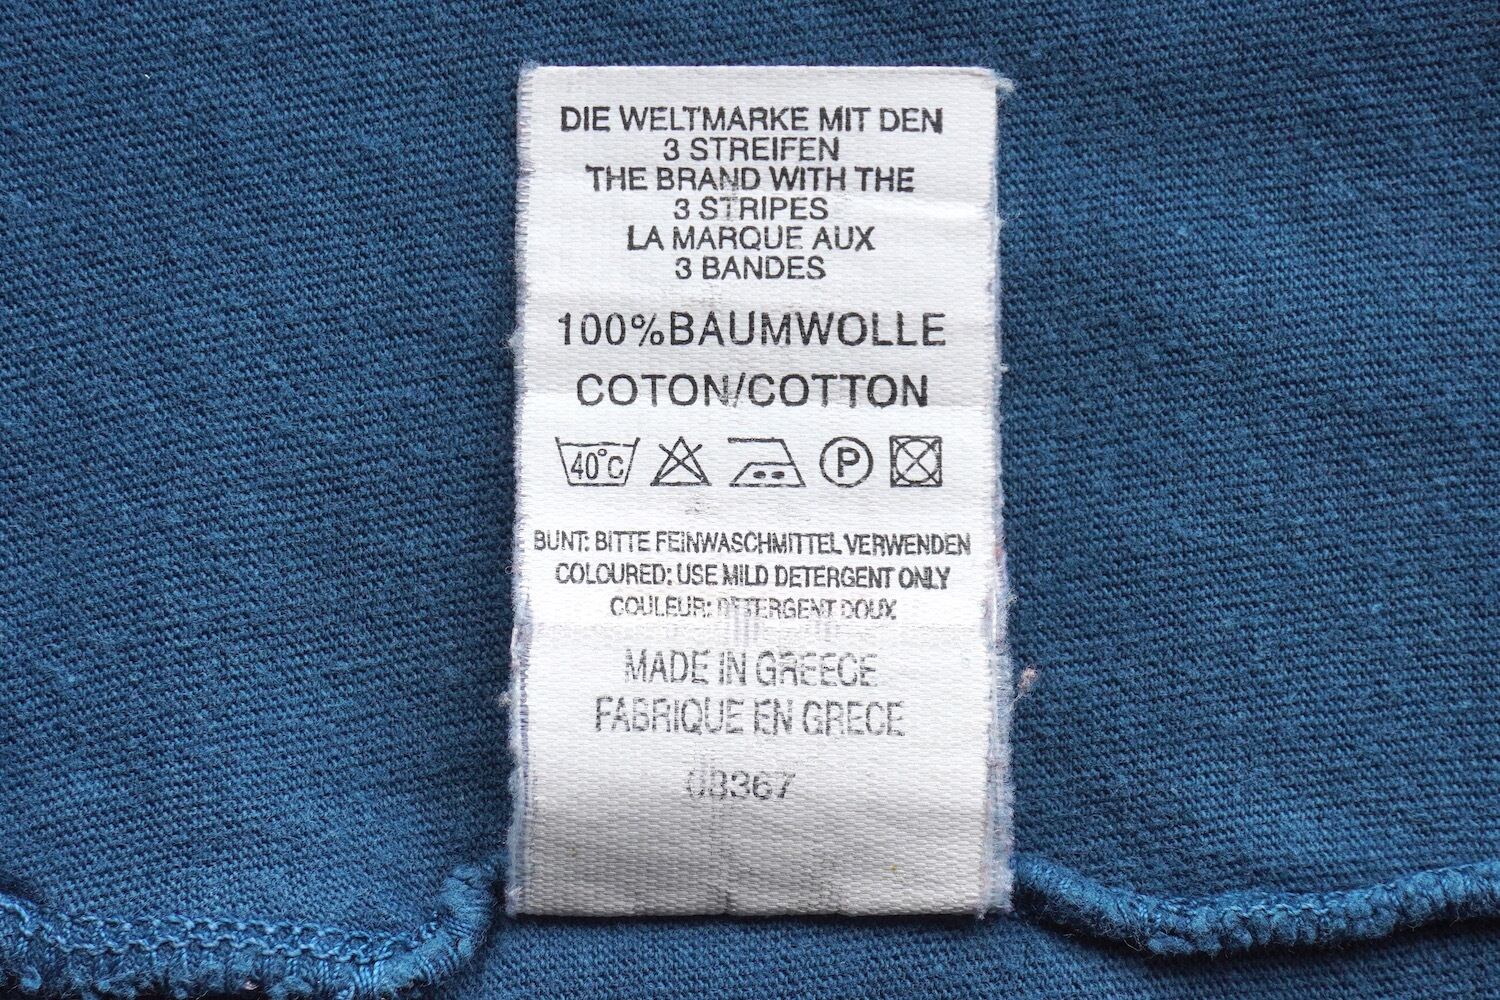 DIE WELTMARKE MIT DEN
3 STREIFEN
THE BRAND WITH THE
3 STRIPES
LA MARQUE AUX
3 BANDES
100%BAUMWOLLE
COTON/COTTON
40°C P
BUNT: BITTE FEINWASCHMITTEL VERWENDEN
COLOURED: USE MILD DETERGENT ONLY
COULEUR: DETERGENT DOUX
MADE IN GREECE
FABRIQUE EN GRECE
08367